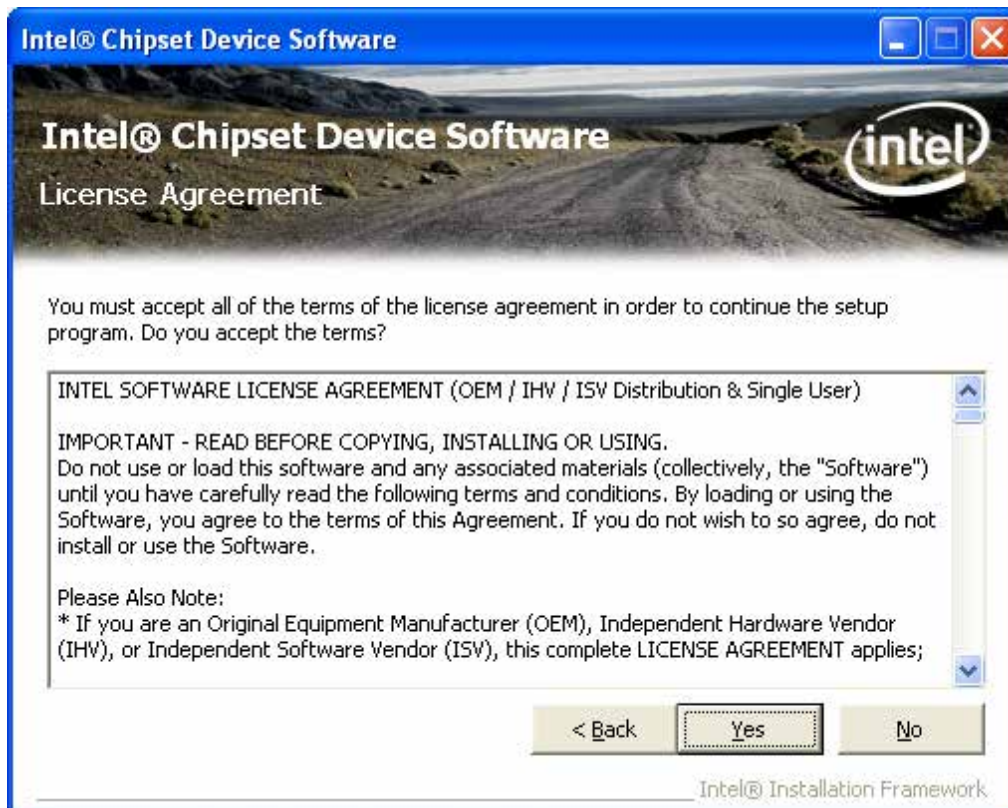 Intel® Chipset Device Software
Intel® Chipset Device Software
intel
License Agreement
You must accept all of the terms of the license agreement in order to continue the setup
program. Do you accept the terms?
INTEL SOFTWARE LICENSE AGREEMENT (OEM / IHV / ISV Distribution & Single User)
IMPORTANT - READ BEFORE COPYING, INSTALLING OR USING.
Do not use or load this software and any associated materials (collectively, the "Software")
until you have carefully read the following terms and conditions. By loading or using the
Software, you agree to the terms of this Agreement. If you do not wish to so agree, do not
install or use the Software.
Please Also Note:
* If you are an Original Equipment Manufacturer (OEM), Independent Hardware Vendor
(IHV), or Independent Software Vendor (ISV), this complete LICENSE AGREEMENT applies;
< Back Yes No
Intel® Installation Framework